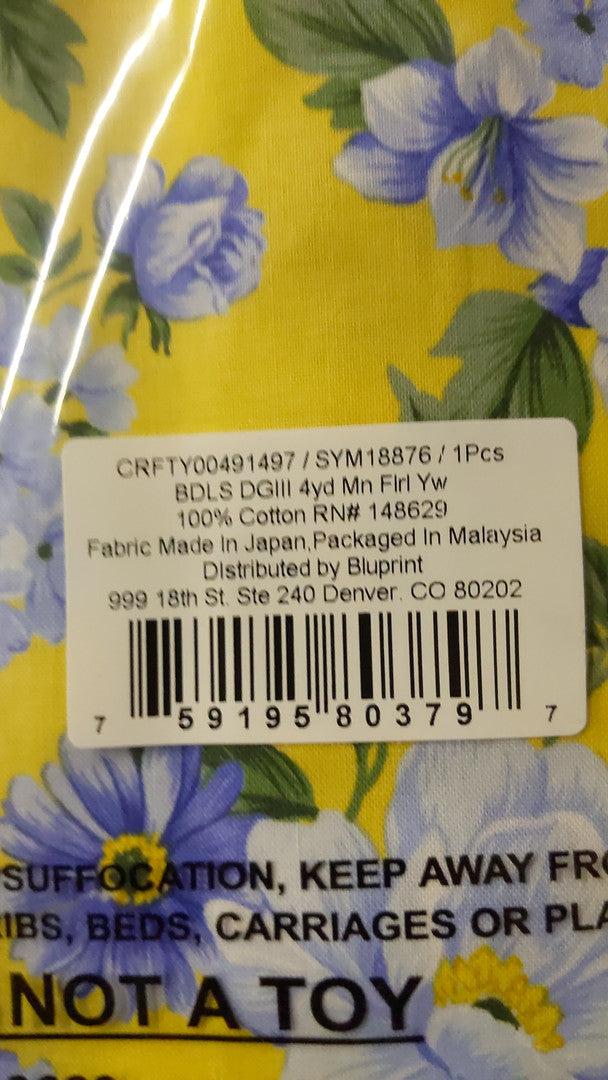 CRFTY00491497 / SYM18876 / 1Pcs
BDLS DGIII 4yd Mn Flrl Yw
100% Cotton RN# 148629
Fabric Made In Japan,Packaged In Malaysia
Distributed by Bluprint
999 18th St. Ste 240 Denver. CO 80202
7 59195 80379 7
SUFFOCATION, KEEP AWAY FRO
IBS, BEDS, CARRIAGES OR PLA
NOT A TOY